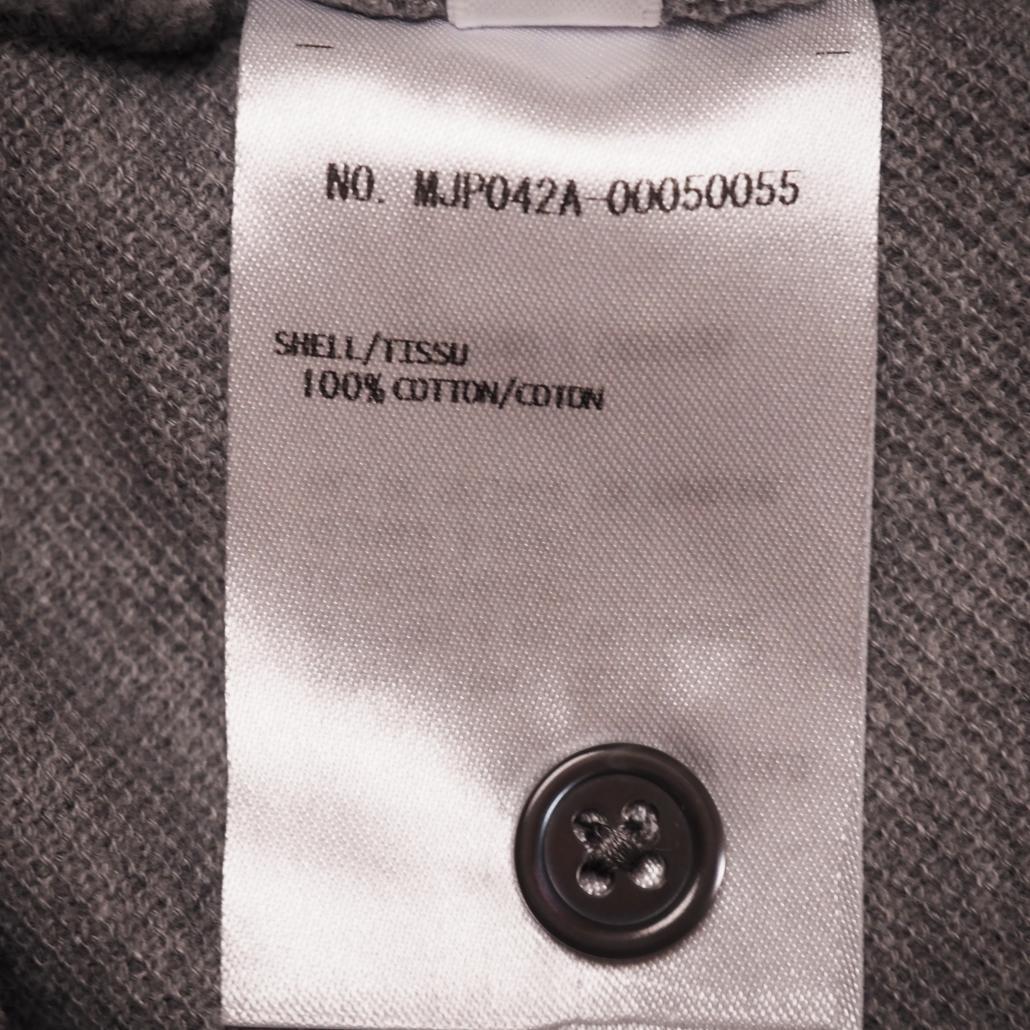 NO. MJP042A-00050055
SHELL/TISSU
100% COTTON/COTON